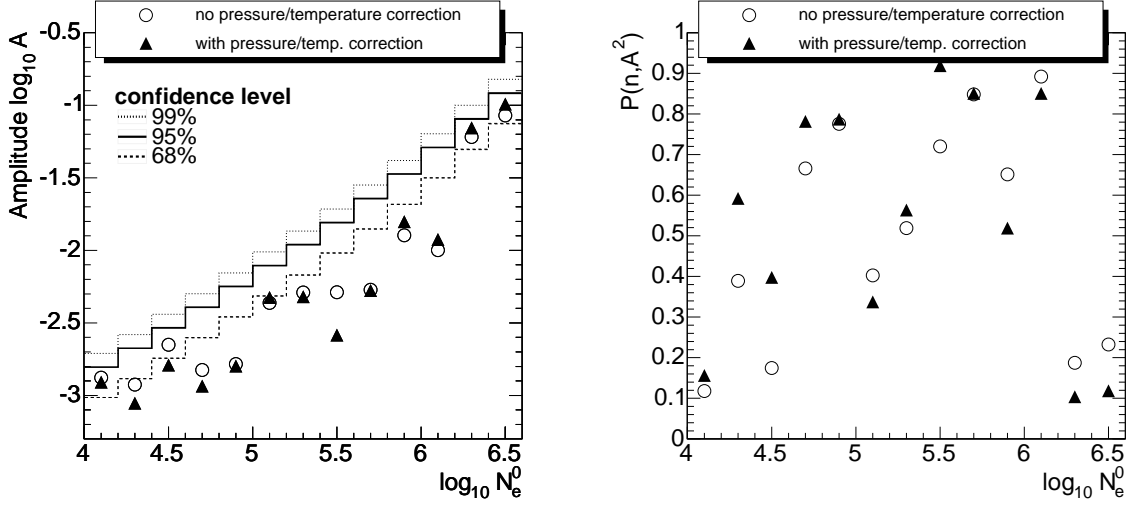 no pressure/temperature correction
with pressure/temp. correction
Amplitude log₁₀ A
-0.5
-1
-1.5
-2
-2.5
-3
confidence level
99%
95%
68%
4 4.5 5 5.5 6 6.5
log₁₀ Nₑ⁰
no pressure/temperature correction
with pressure/temp. correction
P(n,A²)
1
0.9
0.8
0.7
0.6
0.5
0.4
0.3
0.2
0.1
0
4 4.5 5 5.5 6 6.5
log₁₀ Nₑ⁰